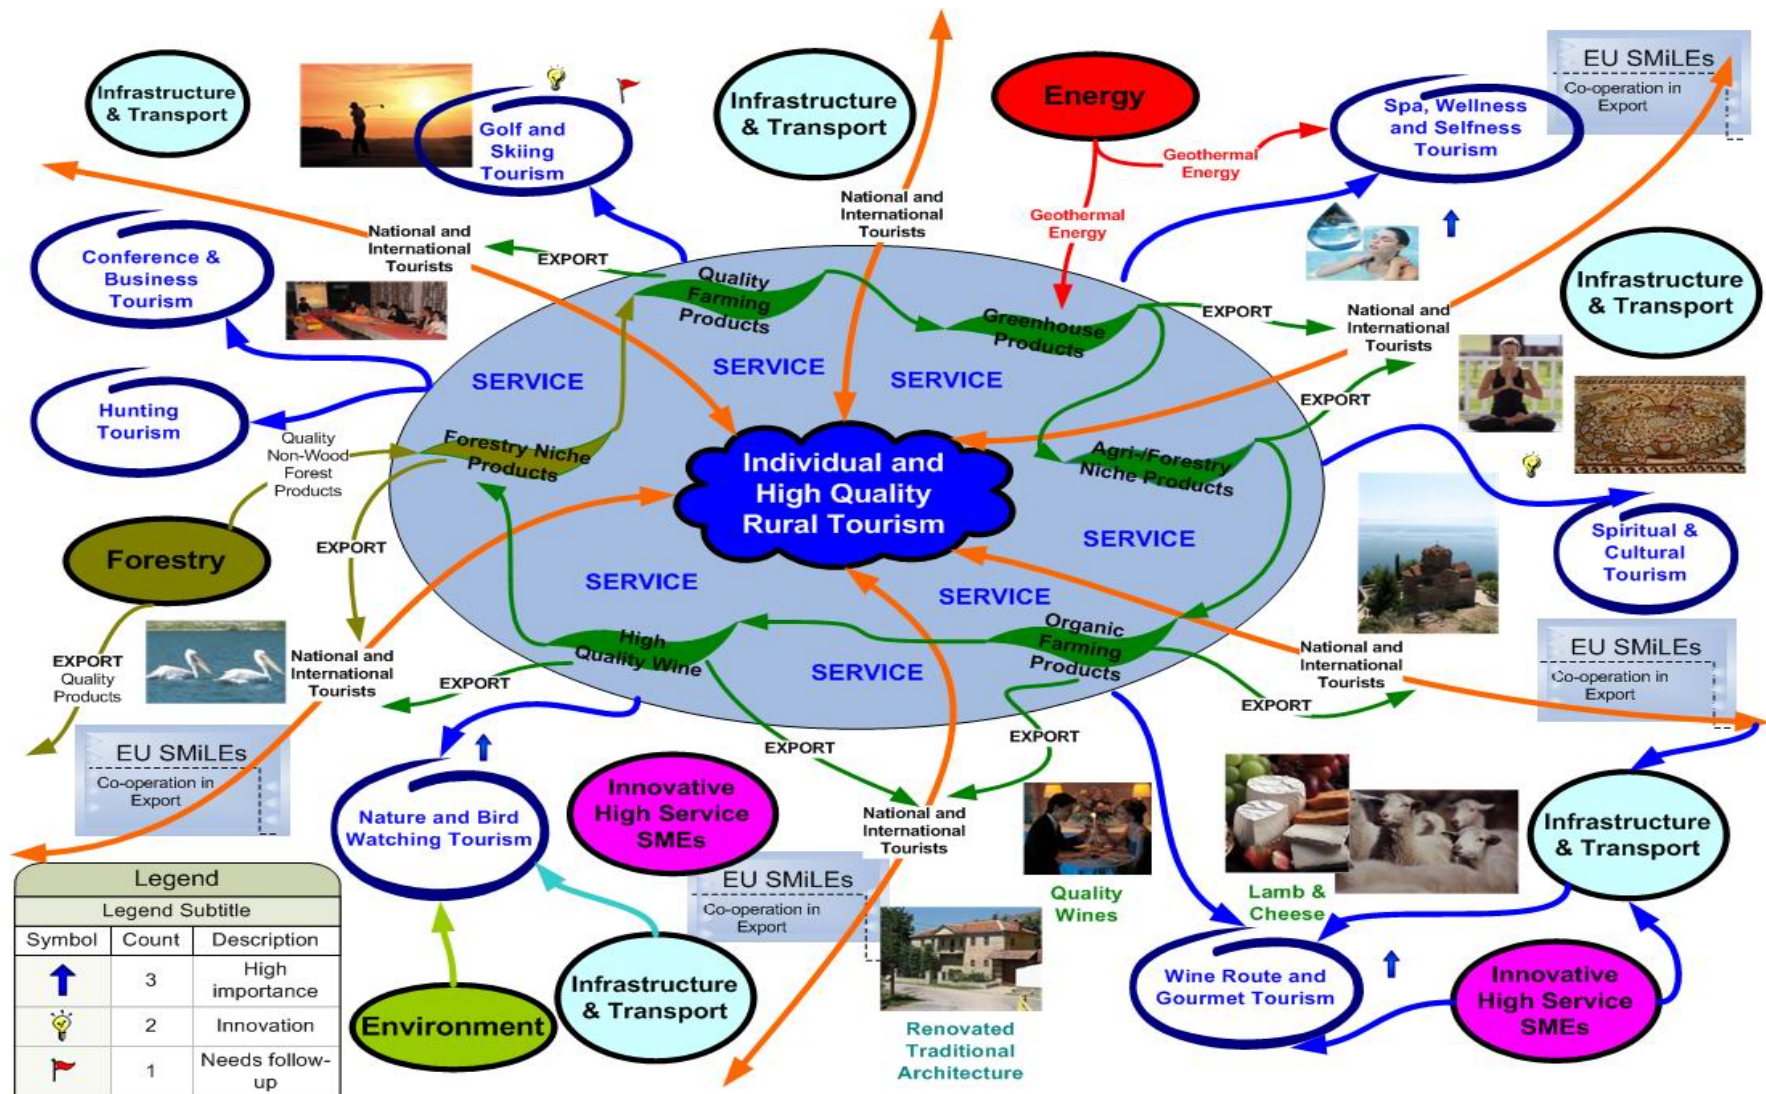 Infrastructure
& Transport
Golf and
Skiing
Tourism
Infrastructure
& Transport
Energy
Spa, Wellness
and Selfness
Tourism
EU SMiLEs
Co-operation in
Export
Geothermal
Energy
Geothermal
Energy
National and
International
Tourists
National and
International
Tourists
Conference &
Business
Tourism
EXPORT
Quality
Farming
Products
Greenhouse
Products
EXPORT
National and
International
Tourists
Infrastructure
& Transport
SERVICE
SERVICE
SERVICE
Hunting
Tourism
EXPORT
Quality
Non-Wood
Forest
Products
Forestry Niche
Products
Individual and
High Quality
Rural Tourism
Agri-/Forestry
Niche Products
Forestry
EXPORT
SERVICE
SERVICE
SERVICE
SERVICE
Spiritual &
Cultural
Tourism
High
Quality Wine
Organic
Farming
Products
EXPORT
Quality
Products
National and
International
Tourists
EXPORT
National and
International
Tourists
EXPORT
EU SMiLEs
Co-operation in
Export
EXPORT
EXPORT
EU SMiLEs
Co-operation in
Export
Nature and Bird
Watching Tourism
Innovative
High Service
SMEs
National and
International
Tourists
Infrastructure
& Transport
EU SMiLEs
Co-operation in
Export
Quality
Wines
Lamb &
Cheese
Environment
Infrastructure
& Transport
Renovated
Traditional
Architecture
Wine Route and
Gourmet Tourism
Innovative
High Service
SMEs
Legend
Legend Subtitle
Symbol Count Description
3 High
importance
2 Innovation
1 Needs follow-
up